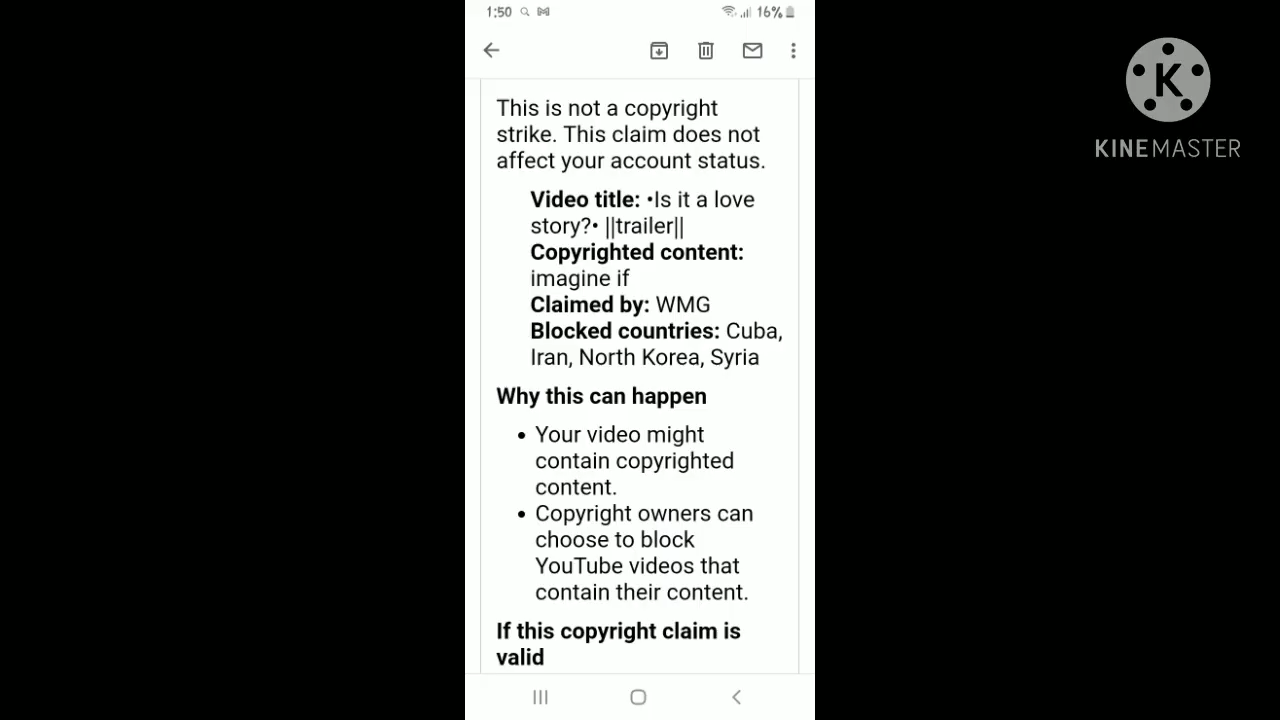 1:50
16%
K
KINEMASTER
This is not a copyright
strike. This claim does not
affect your account status.
Video title: •Is it a love
story?• ||trailer||
Copyrighted content:
imagine if
Claimed by: WMG
Blocked countries: Cuba,
Iran, North Korea, Syria
Why this can happen
• Your video might
contain copyrighted
content.
• Copyright owners can
choose to block
YouTube videos that
contain their content.
If this copyright claim is
valid